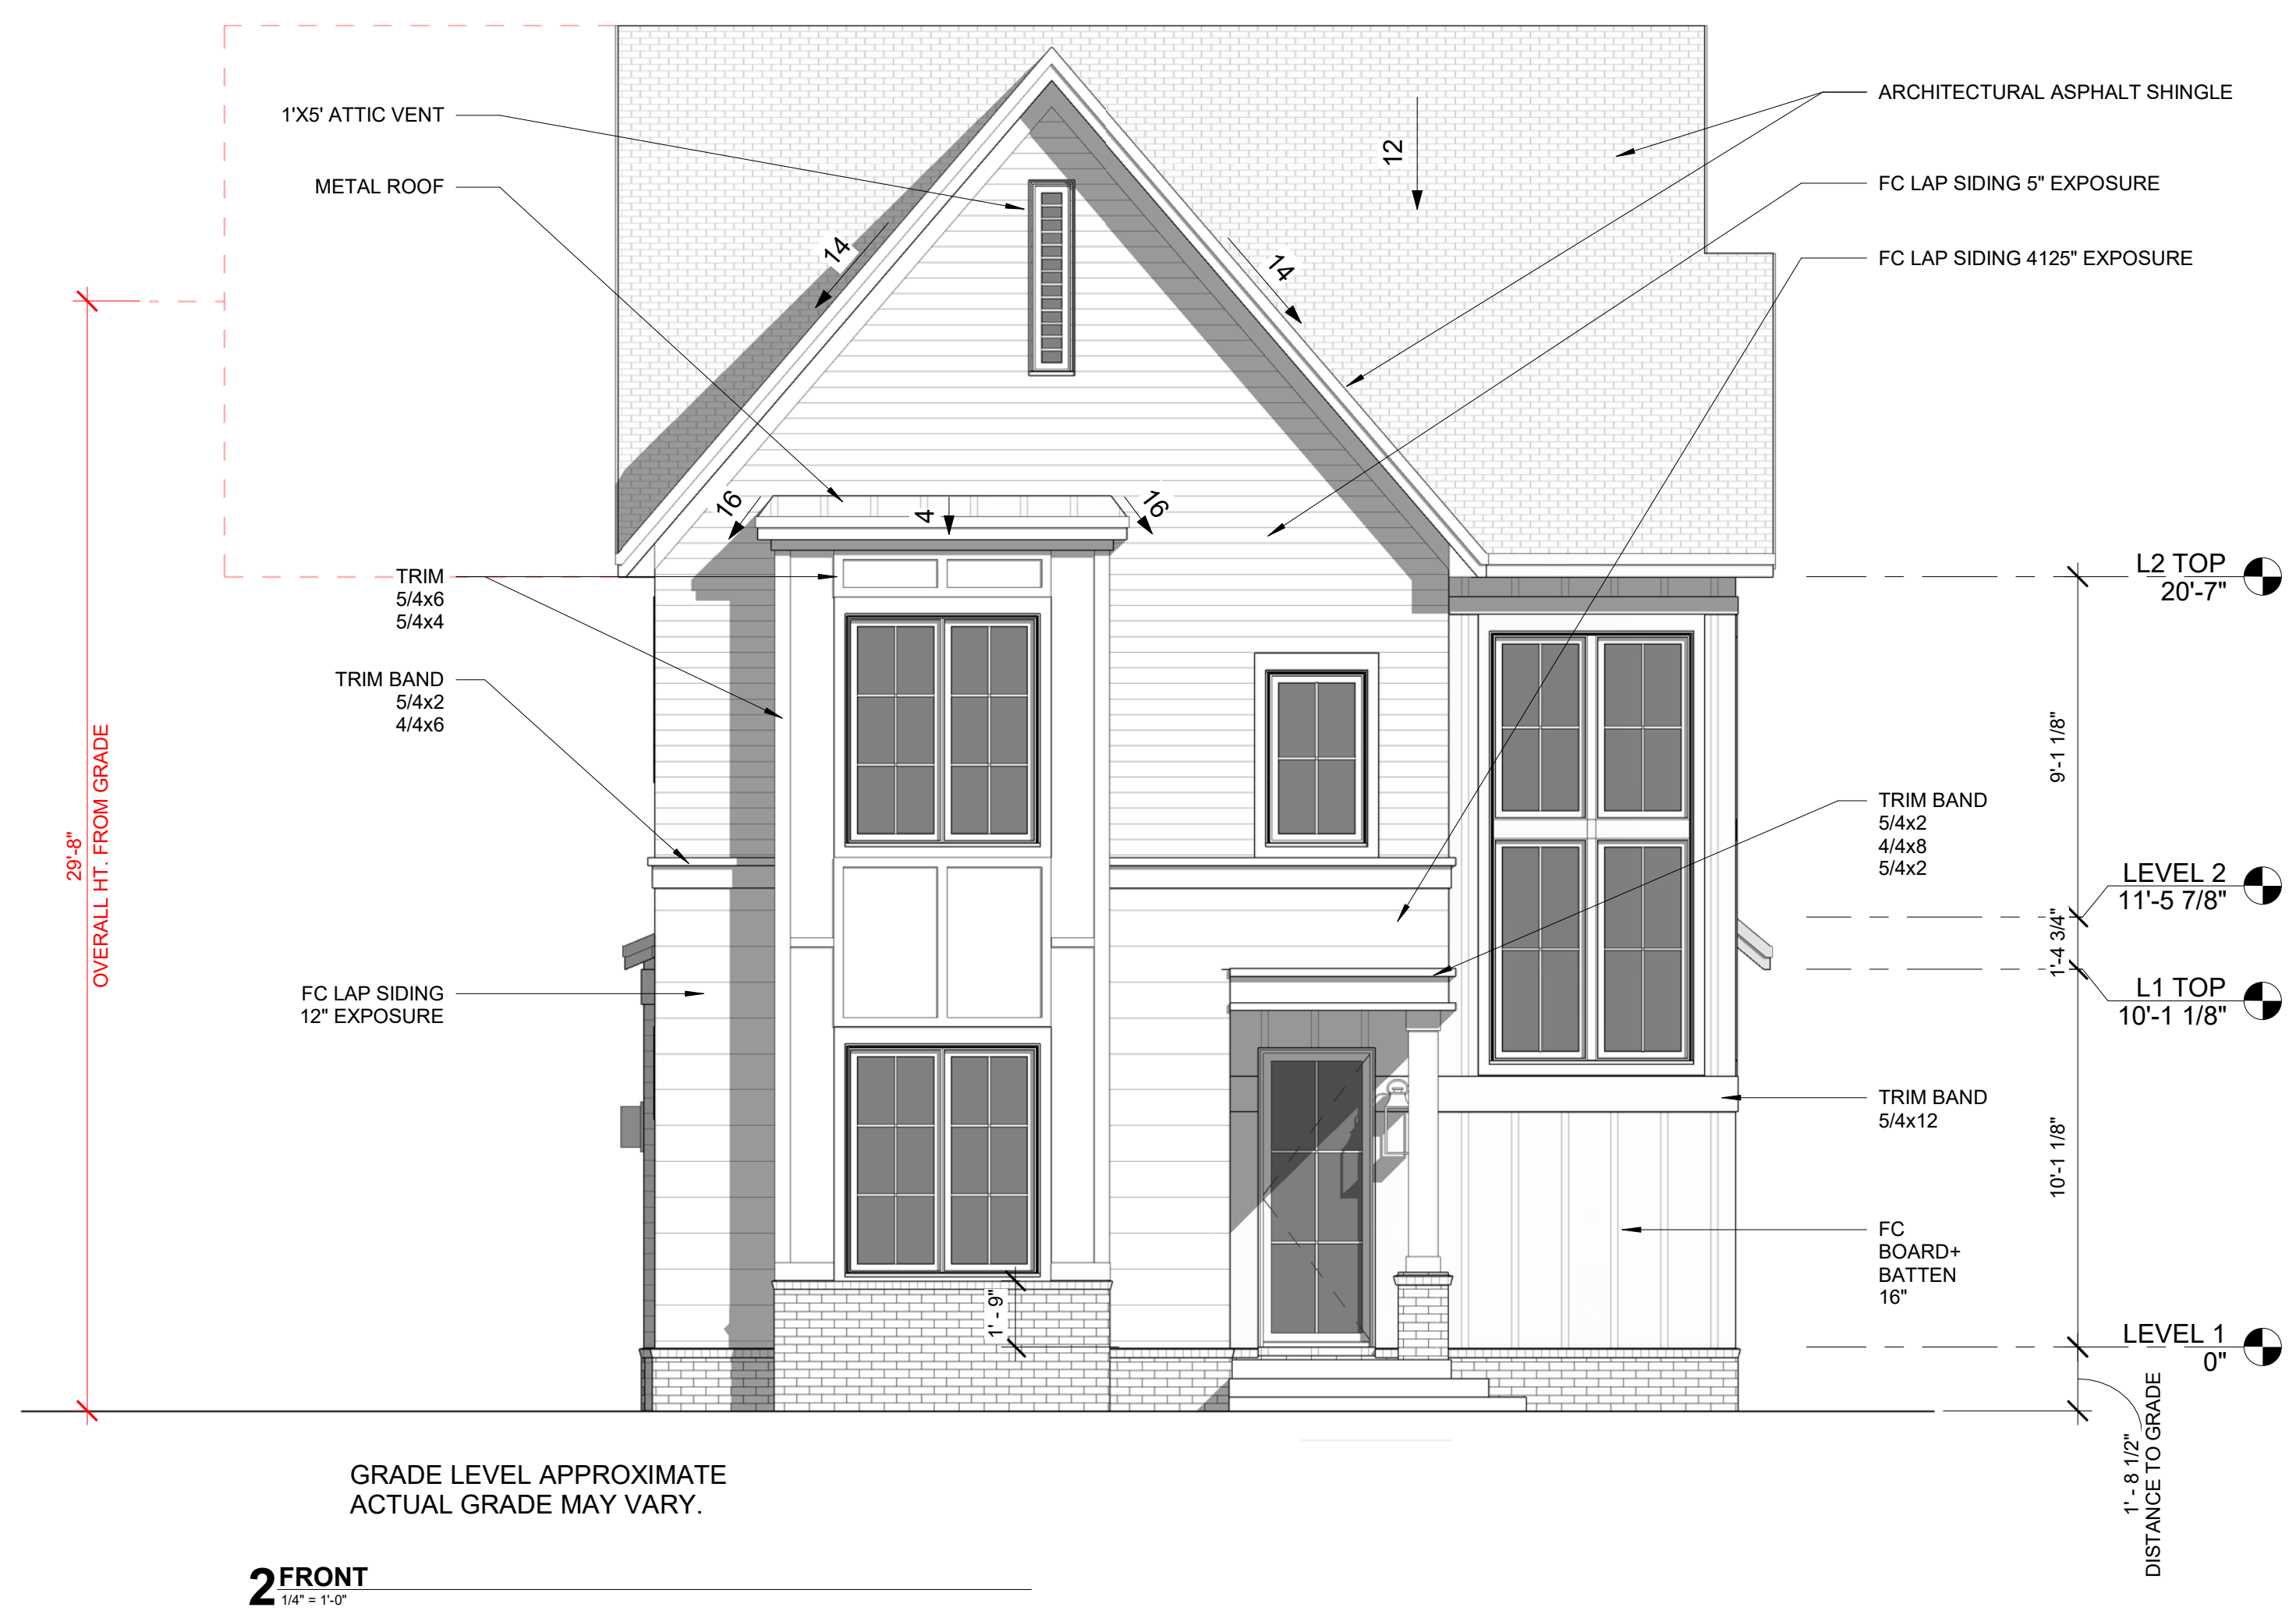 1'X5' ATTIC VENT
METAL ROOF
ARCHITECTURAL ASPHALT SHINGLE
FC LAP SIDING 5" EXPOSURE
FC LAP SIDING 4125" EXPOSURE
12
14
14
16
4
16
TRIM
5/4x6
5/4x4
TRIM BAND
5/4x2
4/4x6
29'-8"
OVERALL HT. FROM GRADE
FC LAP SIDING
12" EXPOSURE
L2 TOP
20'-7"
9'-1 1/8"
TRIM BAND
5/4x2
4/4x8
5/4x2
LEVEL 2
11'-5 7/8"
1'-4 3/4"
L1 TOP
10'-1 1/8"
TRIM BAND
5/4x12
10'-1 1/8"
FC
BOARD+
BATTEN
16"
1' - 9"
LEVEL 1
0"
1' - 8 1/2"
DISTANCE TO GRADE
GRADE LEVEL APPROXIMATE
ACTUAL GRADE MAY VARY.
2 FRONT
1/4" = 1'-0"